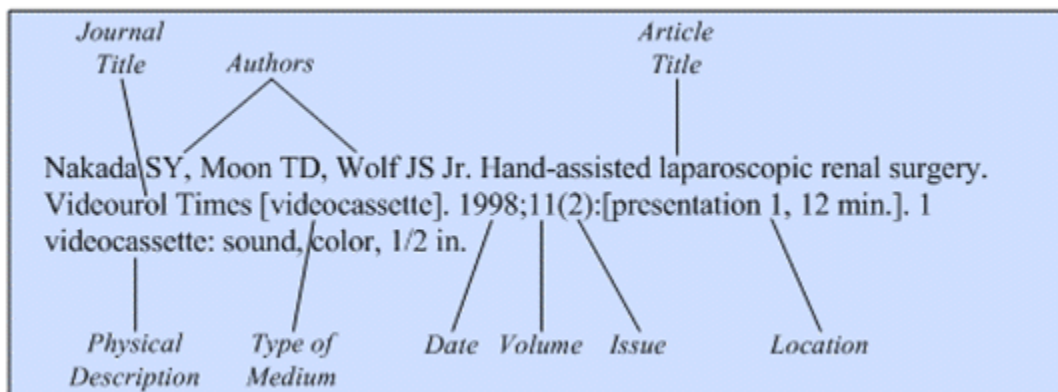 Journal
Title
Authors
Article
Title
Nakada SY, Moon TD, Wolf JS Jr. Hand-assisted laparoscopic renal surgery.
Videourol Times [videocassette]. 1998;11(2):[presentation 1, 12 min.]. 1
videocassette: sound, color, 1/2 in.
Physical
Description
Type of
Medium
Date
Volume
Issue
Location